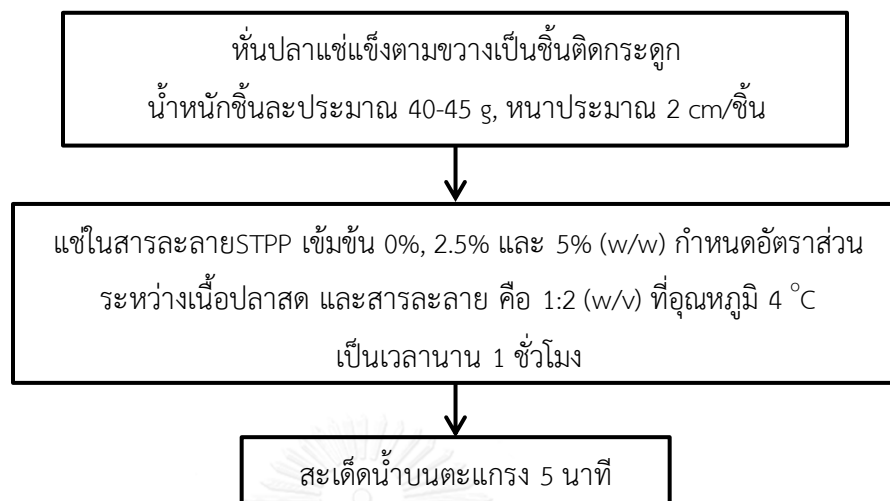 หั่นปลาแช่แข็งตามขวางเป็นชิ้นติดกระดูก
น้ำหนักชิ้นละประมาณ 40-45 g, หนาประมาณ 2 cm/ชิ้น
แช่ในสารละลายSTPP เข้มข้น 0%, 2.5% และ 5% (w/w) กำหนดอัตราส่วน
ระหว่างเนื้อปลาสด และสารละลาย คือ 1:2 (w/v) ที่อุณหภูมิ 4 °C
เป็นเวลานาน 1 ชั่วโมง
สะเด็ดน้ำบนตะแกรง 5 นาที